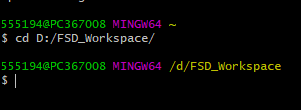 555194@PC367008 MINGW64 ~
$ cd D:/FSD_Workspace/
555194@PC367008 MINGW64 /d/FSD_Workspace
$